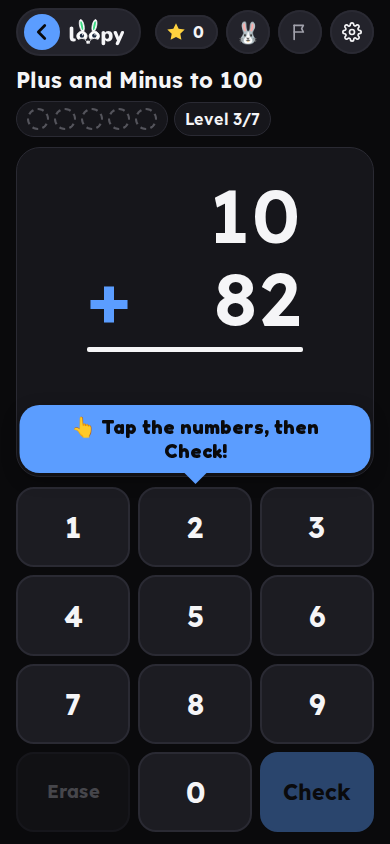 loopy
0
Plus and Minus to 100
Level 3/7
10
+ 82
Tap the numbers, then
Check!
1 2 3
4 5 6
7 8 9
Erase 0 Check